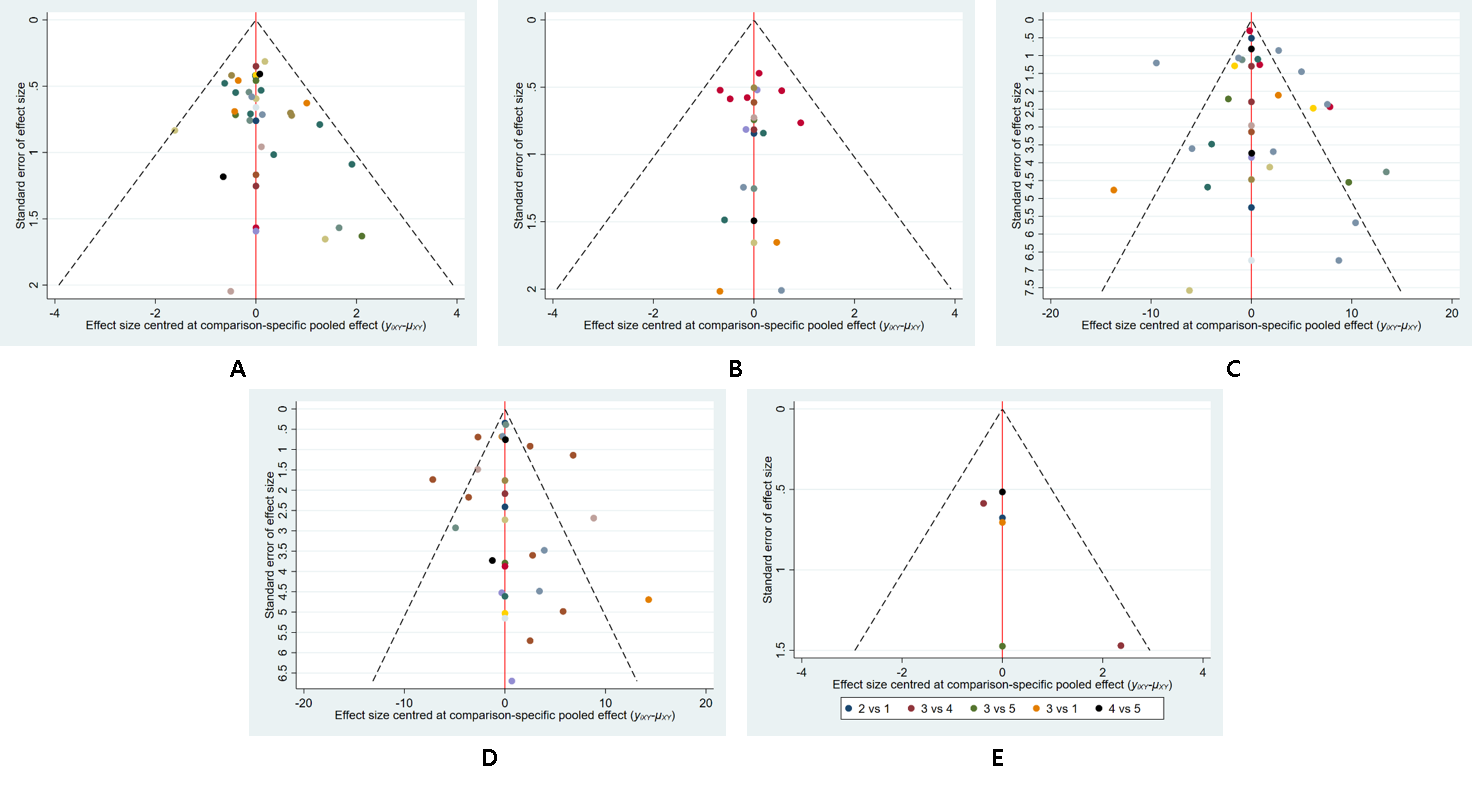 0
.5
1
1.5
2
Standard error of effect size
-4 -2 0 2 4
Effect size centred at comparison-specific pooled effect (yiXY-μXY)
A
0
.5
1
1.5
2
Standard error of effect size
-4 -2 0 2 4
Effect size centred at comparison-specific pooled effect (yiXY-μXY)
B
0
.5
1
1.5
2
2.5
3
3.5
4
4.5
5
5.5
6
6.5
7
7.5
Standard error of effect size
-20 -10 0 10 20
Effect size centred at comparison-specific pooled effect (yiXY-μXY)
C
0
.5
1
1.5
2
2.5
3
3.5
4
4.5
5
5.5
6
6.5
Standard error of effect size
-20 -10 0 10 20
Effect size centred at comparison-specific pooled effect (yiXY-μXY)
D
0
.5
1
1.5
Standard error of effect size
-4 -2 0 2 4
Effect size centred at comparison-specific pooled effect (yiXY-μXY)
2 vs 1 3 vs 4 3 vs 5 3 vs 1 4 vs 5
E